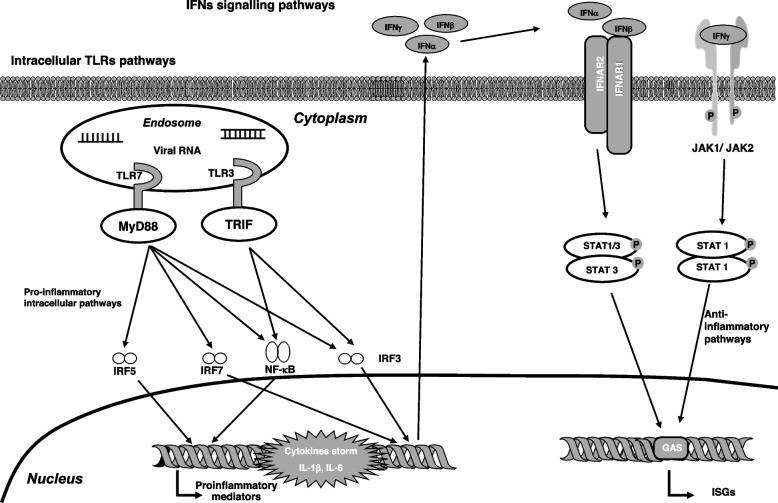 IFNs signalling pathways
IFNγ
IFNβ
IFNα
IFNα
IFNβ
IFNγ
Intracellular TLRs pathways
IFNAR2
IFNAR1
Endosome
Cytoplasm
Viral RNA
P
P
JAK1/ JAK2
TLR7
TLR3
MyD88
TRIF
STAT1/3
P
STAT 3
P
STAT 1
P
STAT 1
P
Pro-inflammatory
intracellular pathways
Anti-
inflammatory
pathways
IRF5
IRF7
NF-κB
IRF3
Cytokines storm
IL-1β, IL-6
GAS
Nucleus
Proinflammatory
mediators
ISGs